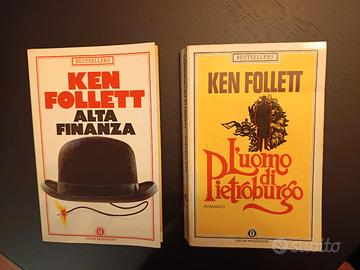 BESTSELLERS
KEN
FOLLETT
ALTA
FINANZA
OSCAR MONDADORI
BESTSELLERS
KEN FOLLETT
L'uomo
di
Pietroburgo
ROMANZO
OSCAR MONDADORI
subito